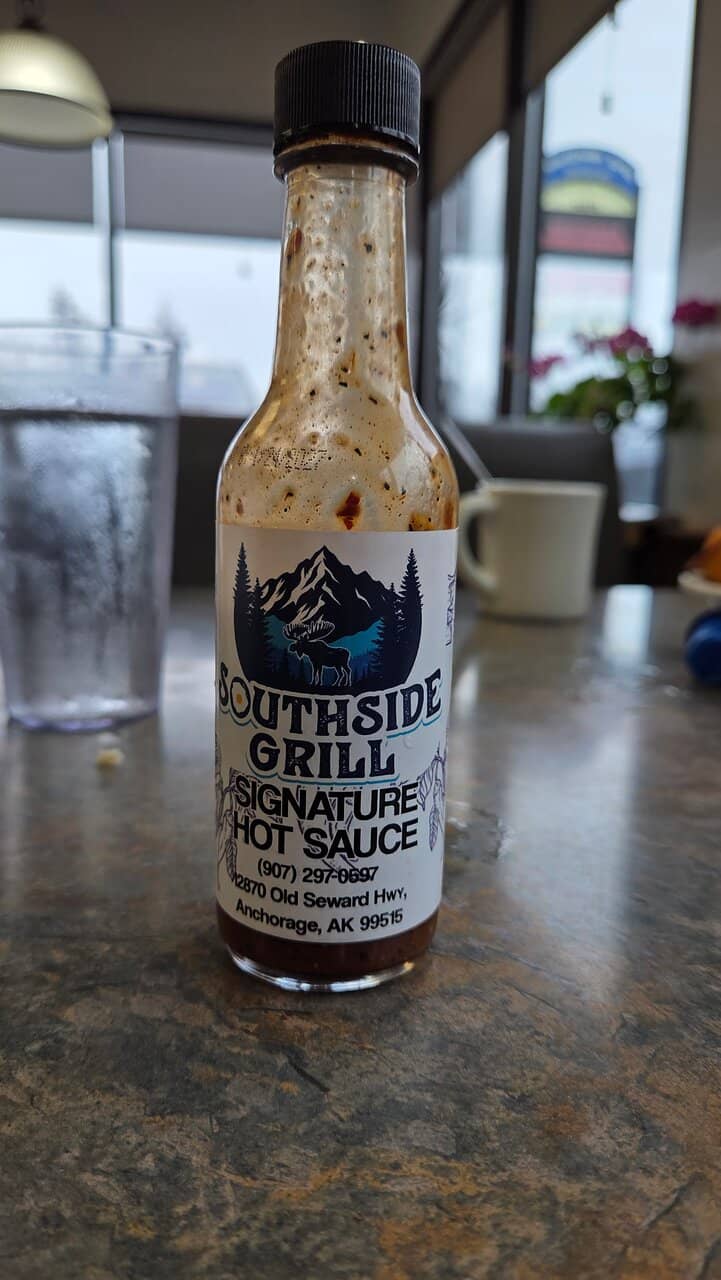 SOUTHSIDE
GRILL
SIGNATURE
HOT SAUCE
(907) 297-0697
12870 Old Seward Hwy,
Anchorage, AK 99515